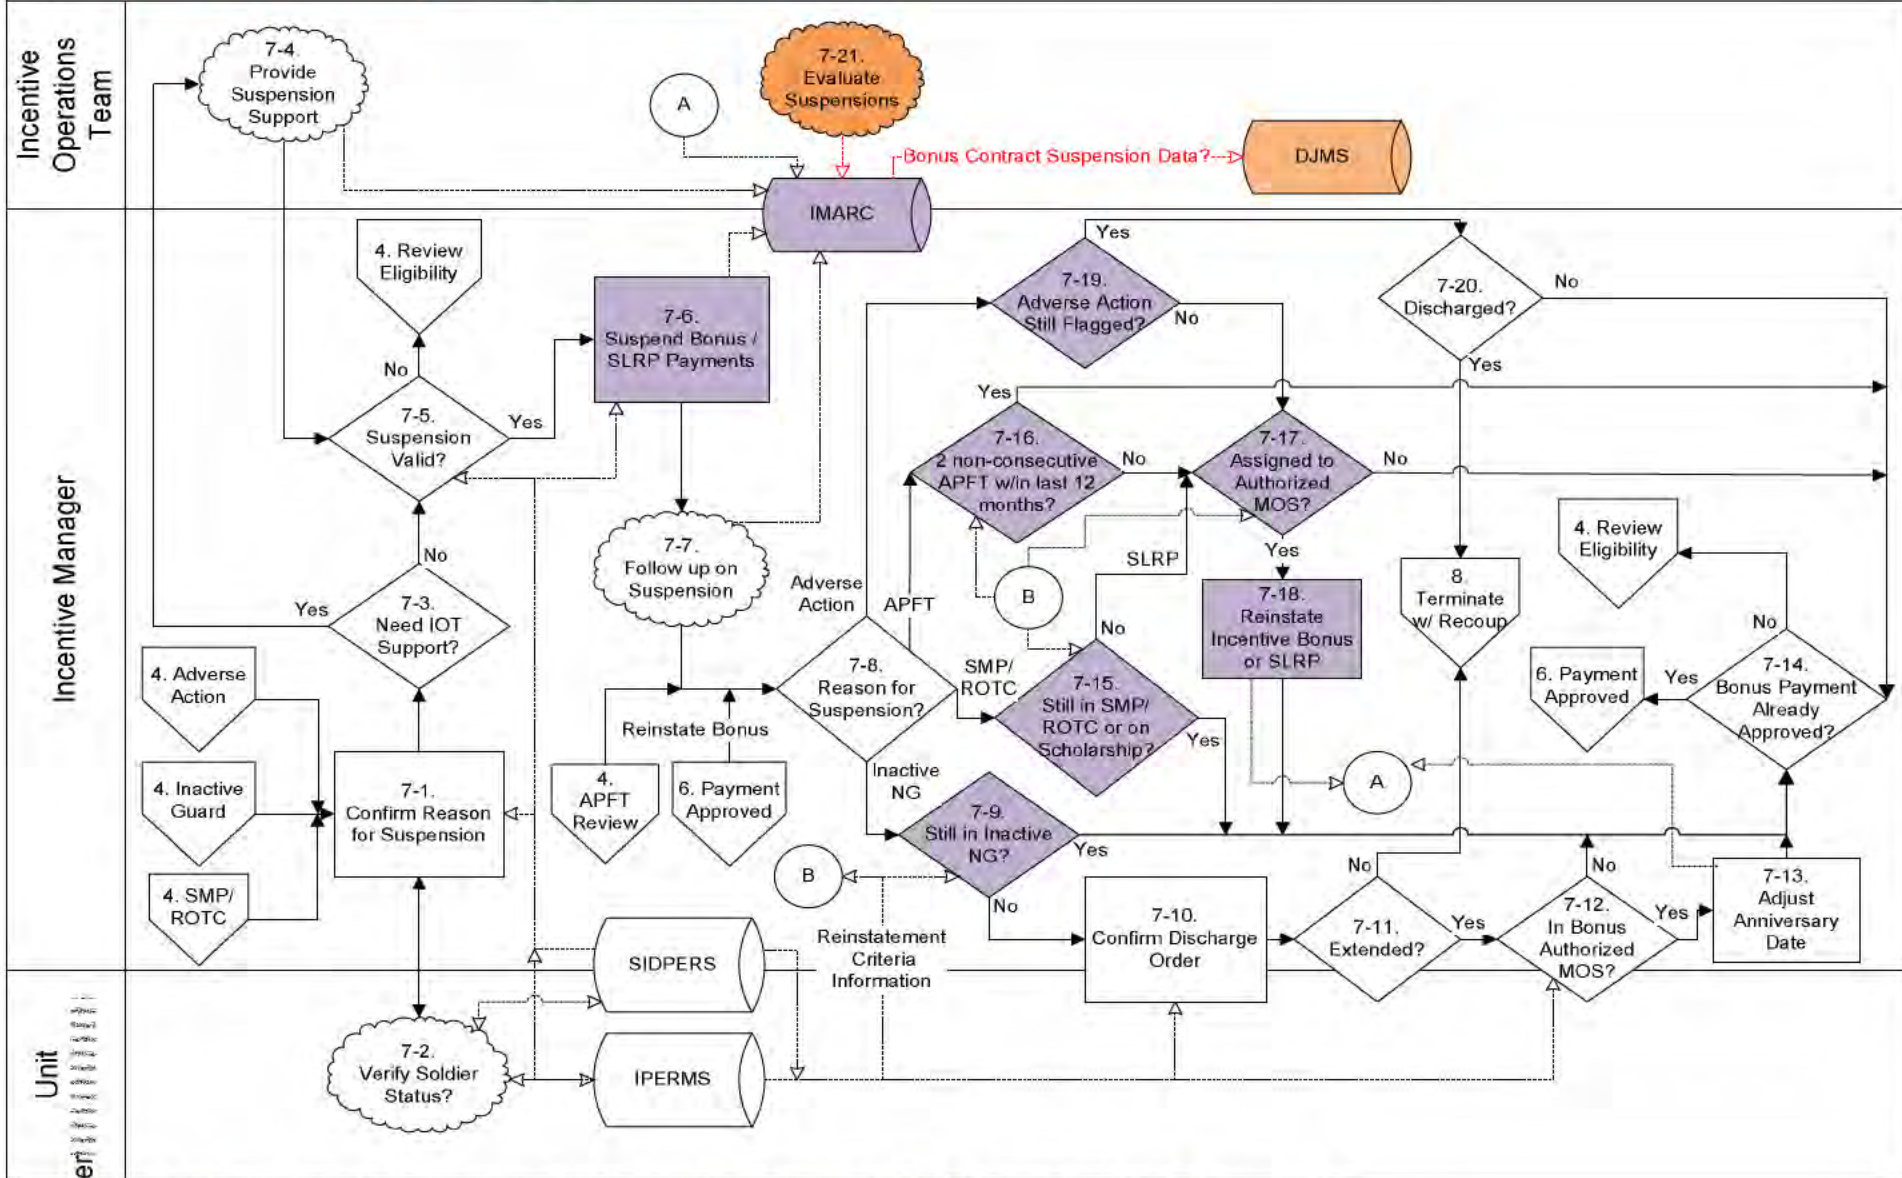 Incentive
Operations
Team
7-4.
Provide
Suspension
Support
A
7-21.
Evaluate
Suspensions
Bonus Contract Suspension Data?
DJMS
IMARC
Incentive Manager
4. Review
Eligibility
No
7-5.
Suspension
Valid?
Yes
7-6.
Suspend Bonus /
SLRP Payments
No
7-3.
Need IOT
Support?
Yes
4. Adverse
Action
4. Inactive
Guard
4. SMP/
ROTC
7-1.
Confirm Reason
for Suspension
7-7.
Follow up on
Suspension
Reinstate Bonus
4.
APFT
Review
6. Payment
Approved
7-8.
Reason for
Suspension?
Adverse
Action
APFT
SMP/
ROTC
Inactive
NG
7-19.
Adverse Action
Still Flagged?
Yes
No
7-20.
Discharged?
No
Yes
7-16.
2 non-consecutive
APFT w/in last 12
months?
Yes
No
7-17.
Assigned to
Authorized
MOS?
No
Yes
B
SLRP
No
7-15.
Still in SMP/
ROTC or on
Scholarship?
Yes
7-18.
Reinstate
Incentive Bonus
or SLRP
8.
Terminate
w/ Recoup
4. Review
Eligibility
No
6. Payment
Approved
Yes
7-14.
Bonus Payment
Already
Approved?
A
7-9.
Still in Inactive
NG?
Yes
No
B
Reinstatement
Criteria
Information
7-10.
Confirm Discharge
Order
7-11.
Extended?
No
Yes
7-12.
In Bonus
Authorized
MOS?
No
Yes
7-13.
Adjust
Anniversary
Date
SIDPERS
Unit
7-2.
Verify Soldier
Status?
IPERMS